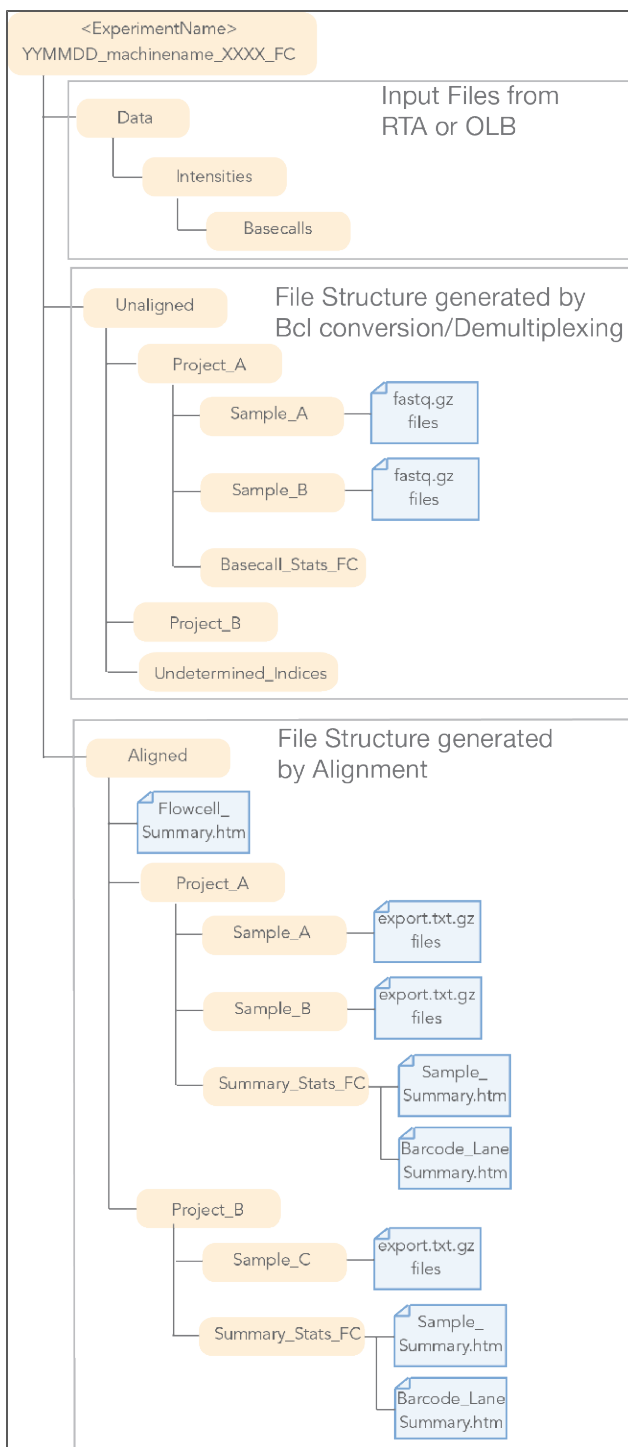 <ExperimentName>
YYMMDD_machinename_XXXX_FC
Input Files from
RTA or OLB
Data
Intensities
Basecalls
File Structure generated by
Bcl conversion/Demultiplexing
Unaligned
Project_A
Sample_A
fastq.gz
files
Sample_B
fastq.gz
files
Basecall_Stats_FC
Project_B
Undetermined_Indices
File Structure generated
by Alignment
Aligned
Flowcell_
Summary.htm
Project_A
Sample_A
export.txt.gz
files
Sample_B
export.txt.gz
files
Summary_Stats_FC
Sample_
Summary.htm
Barcode_Lane
Summary.htm
Project_B
Sample_C
export.txt.gz
files
Summary_Stats_FC
Sample_
Summary.htm
Barcode_Lane
Summary.htm